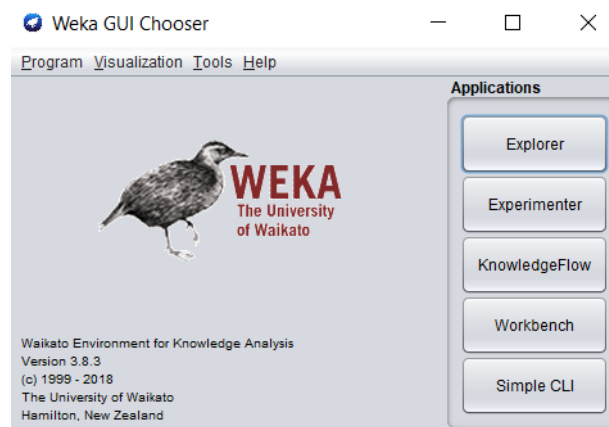 Weka GUI Chooser
Program Visualization Tools Help
Applications
Explorer
Experimenter
KnowledgeFlow
Workbench
Simple CLI
WEKA
The University
of Waikato
Waikato Environment for Knowledge Analysis
Version 3.8.3
(c) 1999 - 2018
The University of Waikato
Hamilton, New Zealand